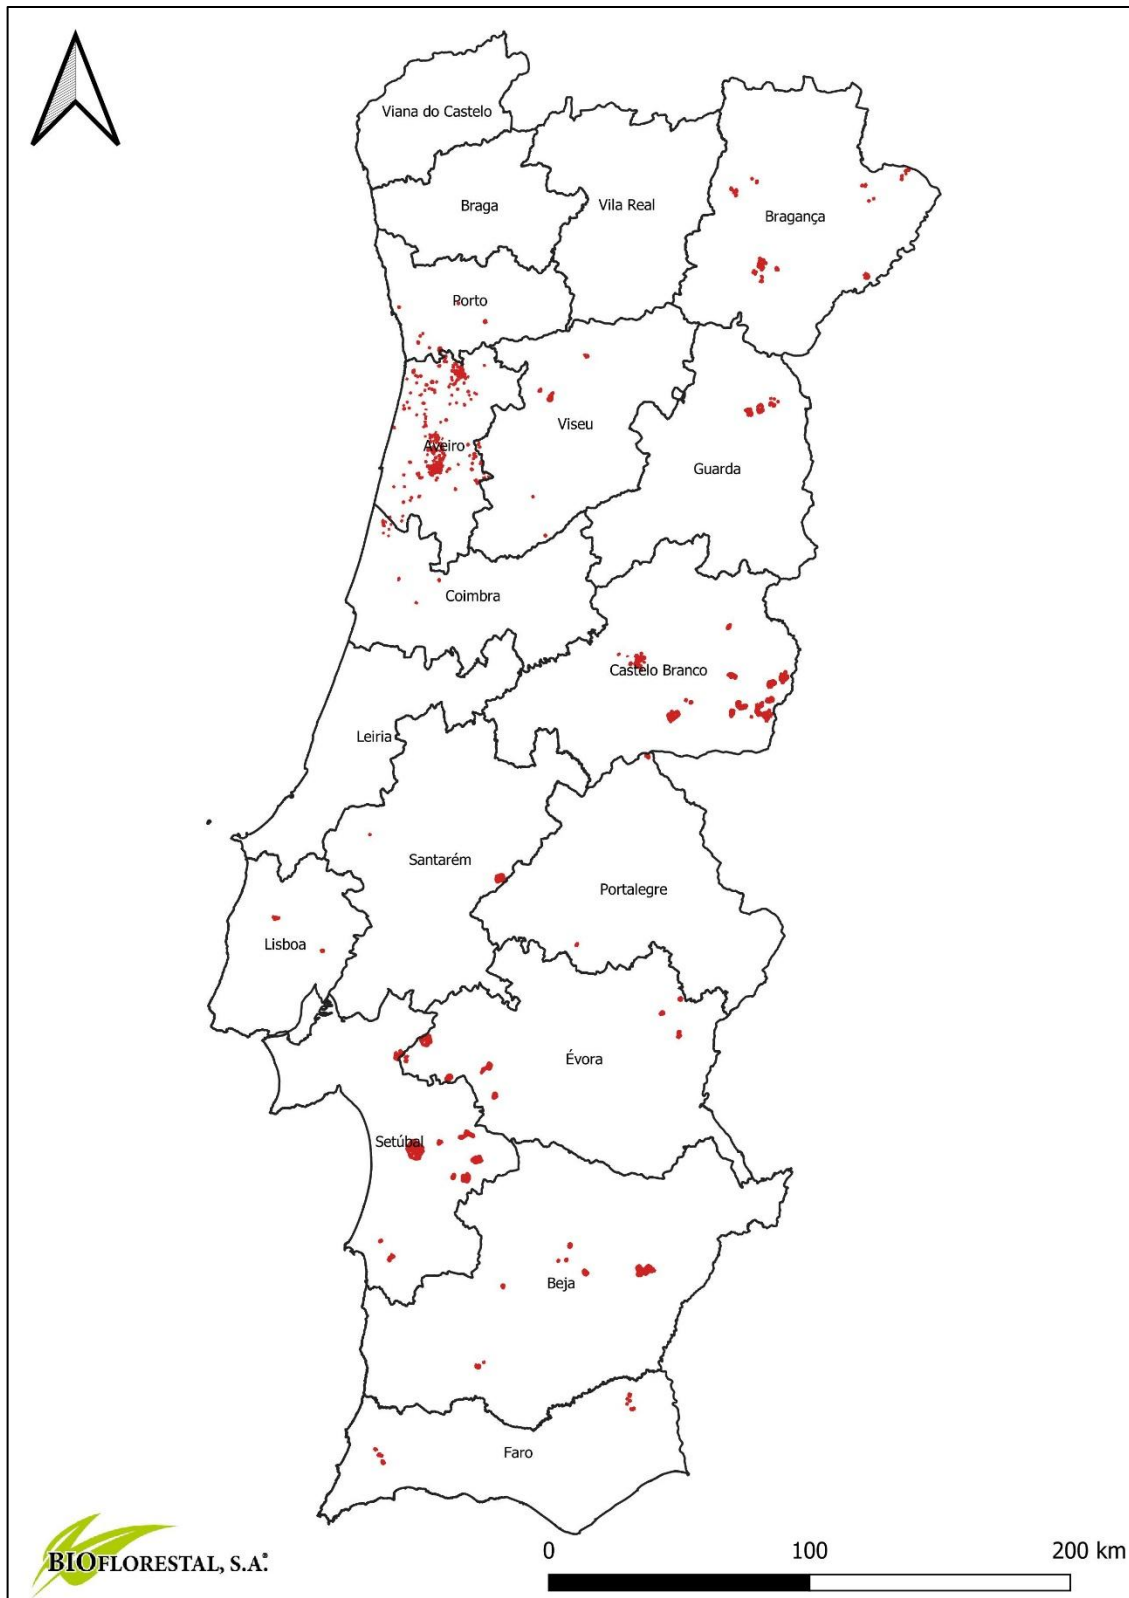 Viana do Castelo
Braga
Vila Real
Bragança
Porto
Viseu
Aveiro
Guarda
Coimbra
Castelo Branco
Leiria
Santarém
Portalegre
Lisboa
Évora
Setúbal
Beja
Faro
BIOFLORESTAL, S.A.®
0 100 200 km